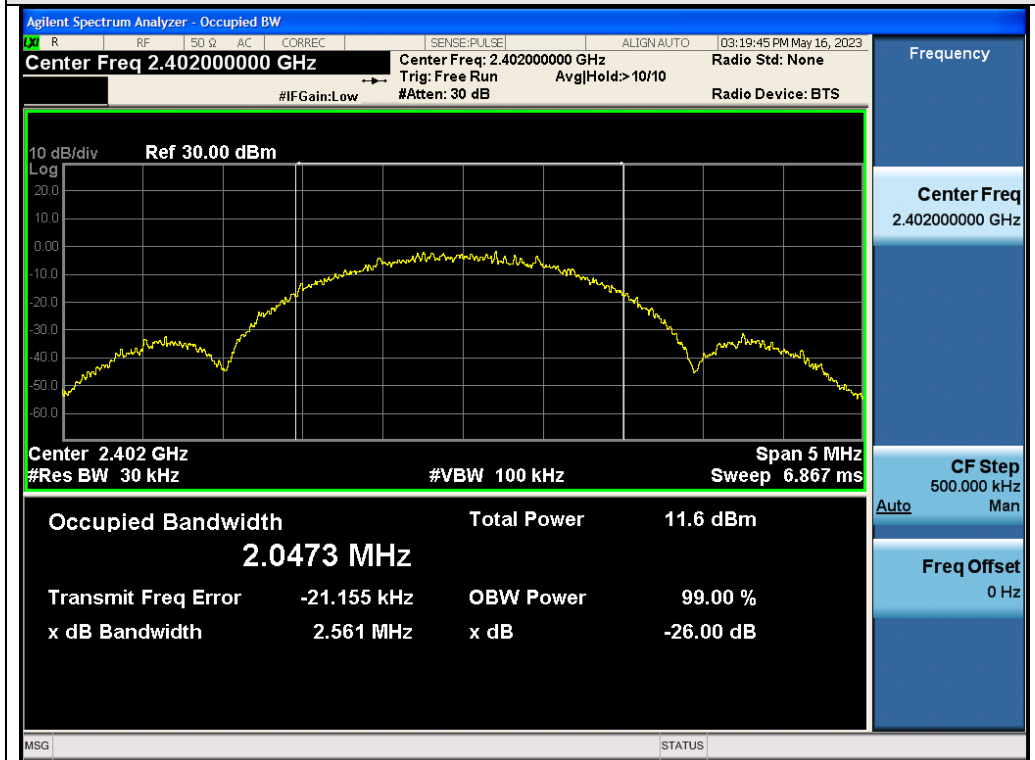 Agilent Spectrum Analyzer - Occupied BW
LXI R RF 50 Ω AC CORREC SENSE:PULSE ALIGN AUTO 03:19:45 PM May 16, 2023
Center Freq 2.402000000 GHz
Center Freq: 2.402000000 GHz
Radio Std: None
Trig: Free Run Avg|Hold:>10/10
#IFGain:Low
#Atten: 30 dB
Radio Device: BTS
10 dB/div Ref 30.00 dBm
Log
20.0
10.0
0.00
-10.0
-20.0
-30.0
-40.0
-50.0
-60.0
Center 2.402 GHz Span 5 MHz
#Res BW 30 kHz #VBW 100 kHz Sweep 6.867 ms
Occupied Bandwidth Total Power 11.6 dBm
2.0473 MHz
Transmit Freq Error -21.155 kHz OBW Power 99.00 %
x dB Bandwidth 2.561 MHz x dB -26.00 dB
MSG STATUS
Frequency
Center Freq
2.402000000 GHz
CF Step
500.000 kHz
Auto Man
Freq Offset
0 Hz